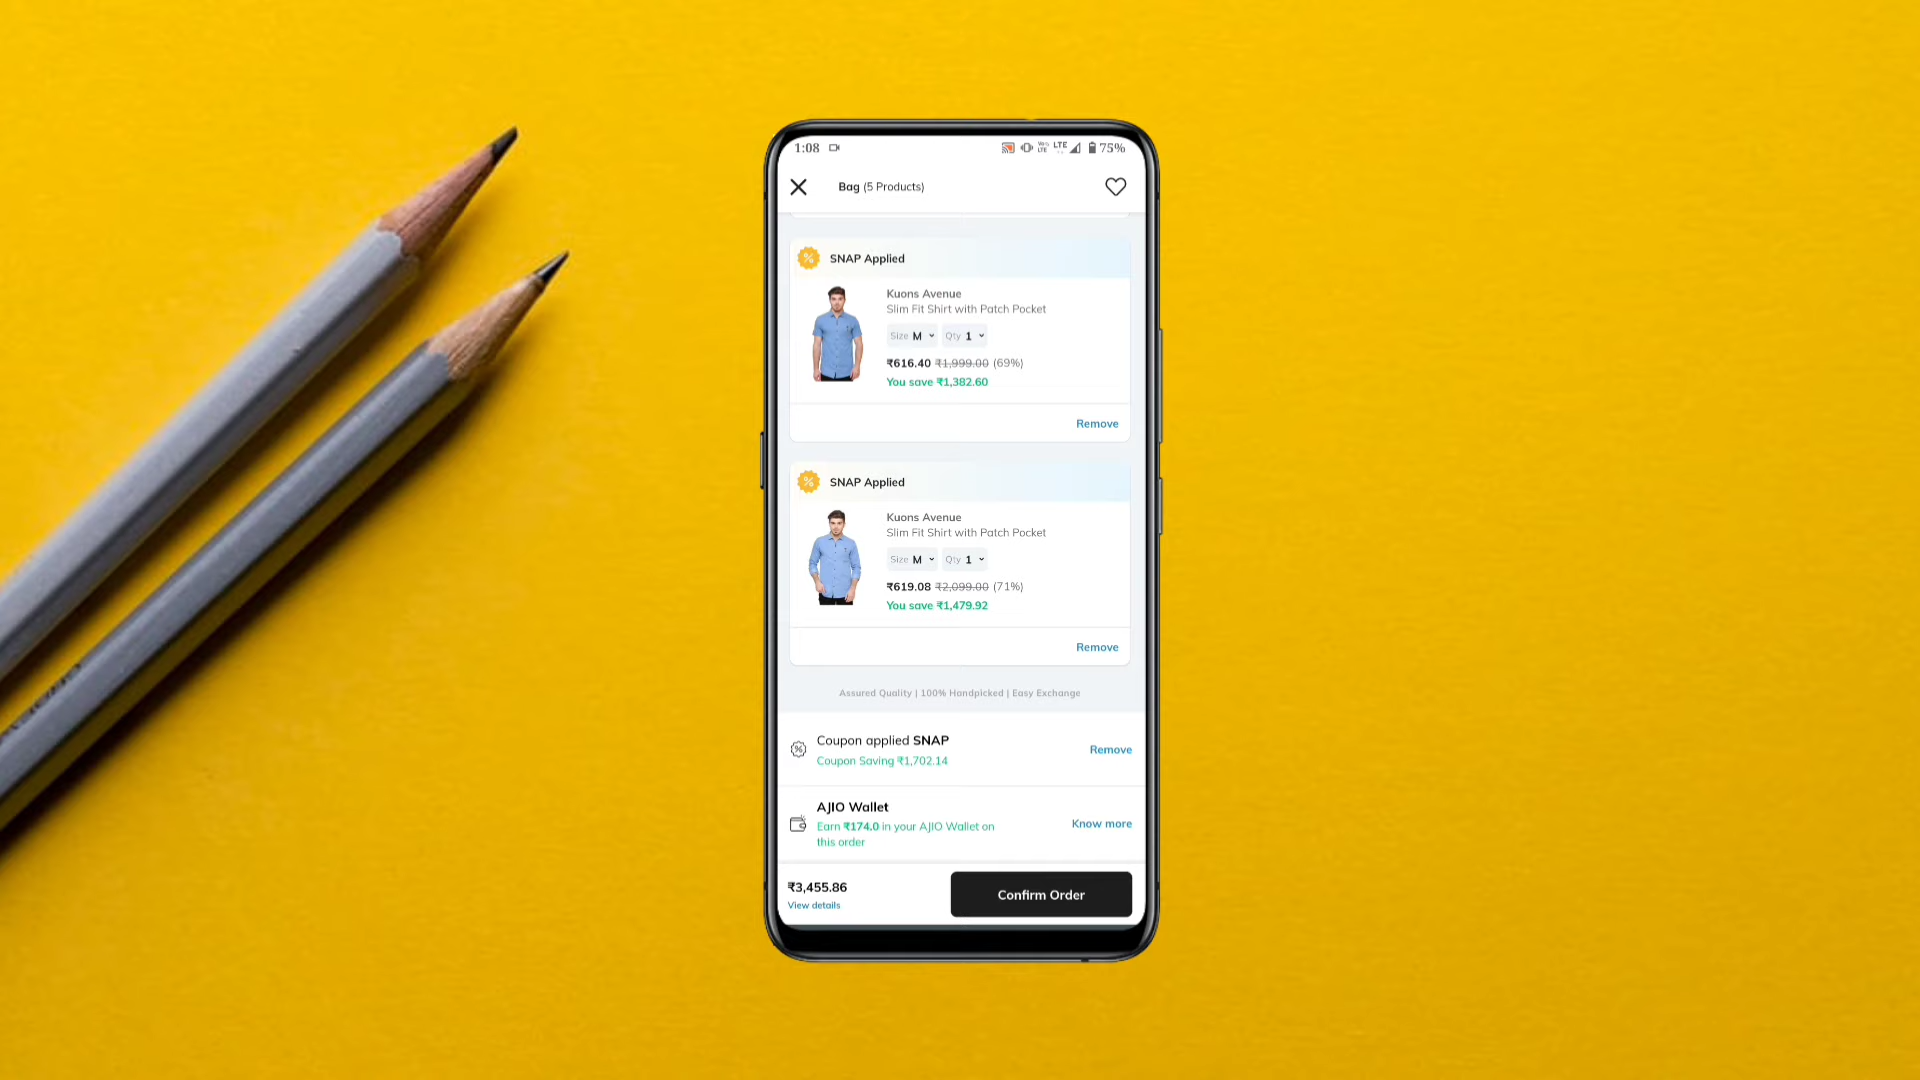 1:08 LTE 75%
Bag (5 Products)
SNAP Applied
Kuons Avenue
Slim Fit Shirt with Patch Pocket
Size M Qty 1
₹616.40 ₹1,999.00 (69%)
You save ₹1,382.60
Remove
SNAP Applied
Kuons Avenue
Slim Fit Shirt with Patch Pocket
Size M Qty 1
₹619.08 ₹2,099.00 (71%)
You save ₹1,479.92
Remove
Assured Quality | 100% Handpicked | Easy Exchange
Coupon applied SNAP
Coupon Saving ₹1,702.14
Remove
AJIO Wallet
Earn ₹174.0 in your AJIO Wallet on
this order
Know more
₹3,455.86
View details
Confirm Order